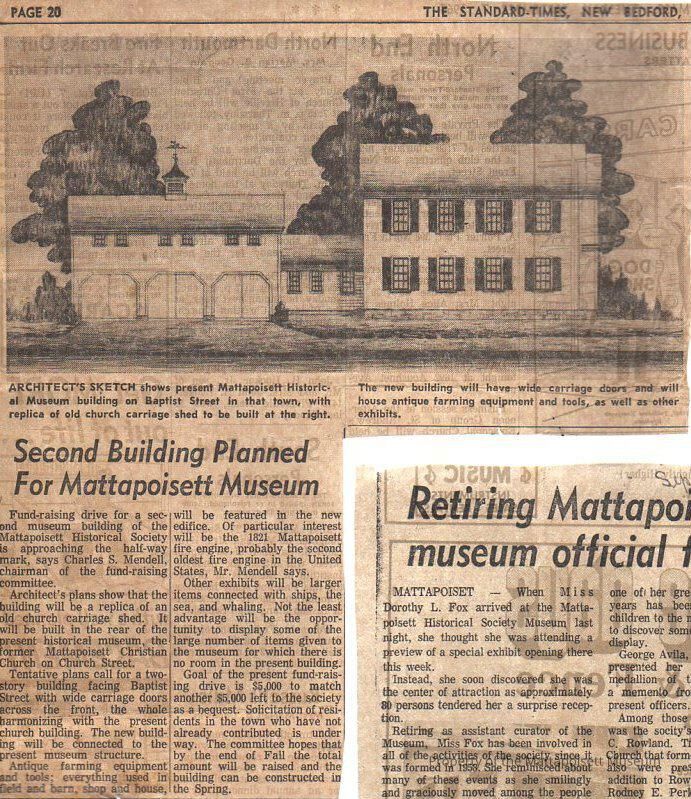 PAGE 20
THE STANDARD-TIMES, NEW BEDFORD,
ARCHITECT'S SKETCH shows present Mattapoisett Historic-
al Museum building on Baptist Street in that town, with
replica of old church carriage shed to be built at the right.
The new building will have wide carriage doors and will
house antique farming equipment and tools, as well as other
exhibits.
Second Building Planned
For Mattapoisett Museum
Fund-raising drive for a sec-
ond museum building of the
Mattapoisett Historical Society
is approaching the half-way
mark, says Charles S. Mendell,
chairman of the fund-raising
committee.
Architect's plans show that the
building will be a replica of an
old church carriage shed. It
will be built in the rear of the
present historical museum, the
former Mattapoisett Christian
Church on Church Street.
Tentative plans call for a two-
story building facing Baptist
Street with wide carriage doors
across the front, the whole
harmonizing with the present
church building. The new build-
ing will be connected to the
present museum structure.
Antique farming equipment
and tools; everything used in
field and barn, shop and house,
will be featured in the new
edifice. Of particular interest
will be the 1821 Mattapoisett
fire engine, probably the second
oldest fire engine in the United
States, Mr. Mendell says.
Other exhibits will be larger
items connected with ships, the
sea, and whaling. Not the least
advantage will be the oppor-
tunity to display some of the
large number of items given to
the museum for which there is
no room in the present building.
Goal of the present fund-rais-
ing drive is $5,000 to match
another $5,000 left to the society
as a bequest. Solicitation of resi-
dents in the town who have not
already contributed is under
way. The committee hopes that
by the end of Fall the total
amount will be raised and the
building can be constructed in
the Spring.
Retiring Mattapoi
museum official f
MATTAPOISET — When Miss
Dorothy L. Fox arrived at the Matta-
poisett Historical Society Museum last
night, she thought she was attending a
preview of a special exhibit opening there
this week.
Instead, she soon discovered she was
the center of attraction as approximately
80 persons tendered her a surprise recep-
tion.
Retiring as assistant curator of the
Museum, Miss Fox has been involved in
all of the activities of the society since it
was formed in 1958. She reminisced about
many of these events as she smilingly
and graciously moved among the people
one of her gre
years has bee
children to the m
to discover som
display.
George Avila,
presented her
medallion t
a memento
present officers.
Among those
was the socity's
C. Rowland. T
Church that form
also were pres
addition to Row
Rodney E. Perk